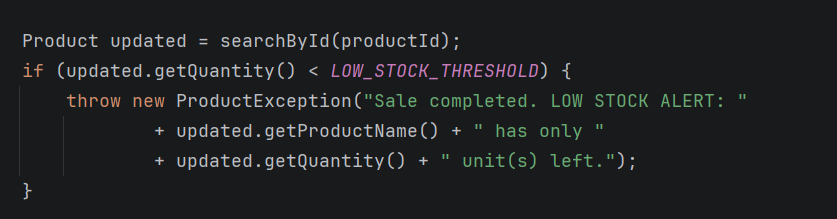 Product updated = searchById(productId);
if (updated.getQuantity() < LOW_STOCK_THRESHOLD) {
throw new ProductException("Sale completed. LOW STOCK ALERT: "
+ updated.getProductName() + " has only "
+ updated.getQuantity() + " unit(s) left.");
}